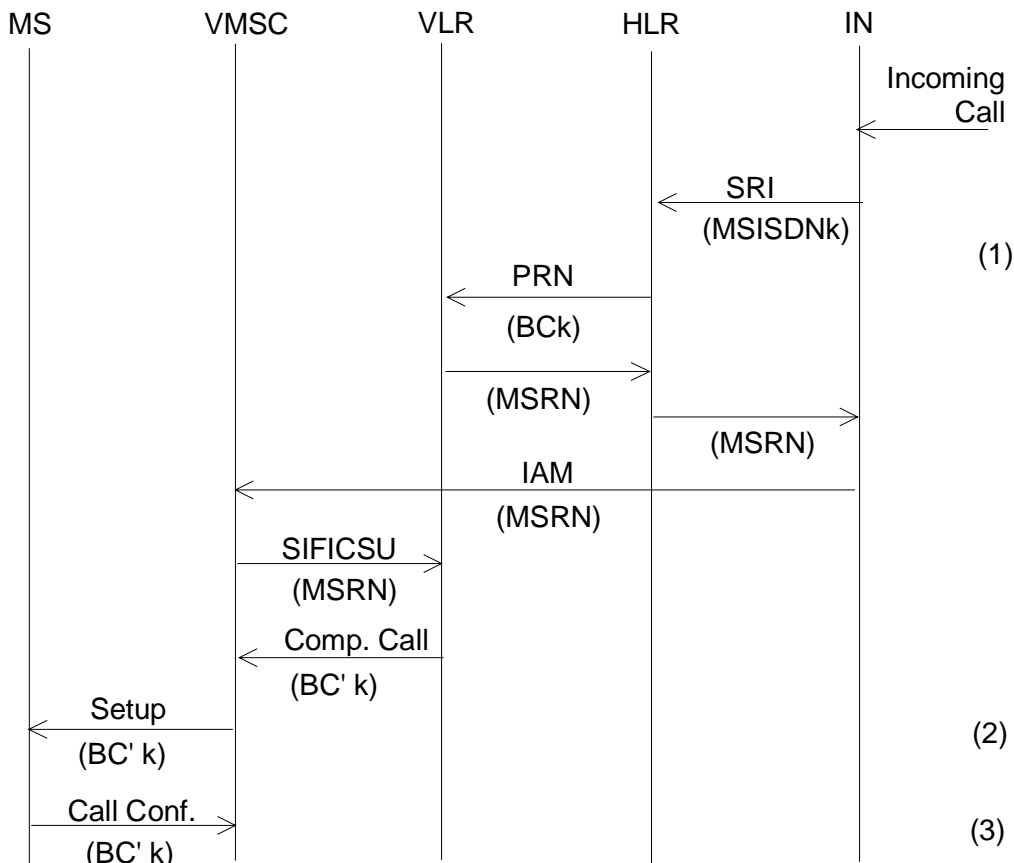 MS VMSC VLR HLR IN
Incoming
Call
SRI
(MSISDNk)
(1)
PRN
(BCk)
(MSRN)
(MSRN)
IAM
(MSRN)
SIFICSU
(MSRN)
Comp. Call
(BC' k)
Setup
(BC' k)
(2)
Call Conf.
(BC' k)
(3)